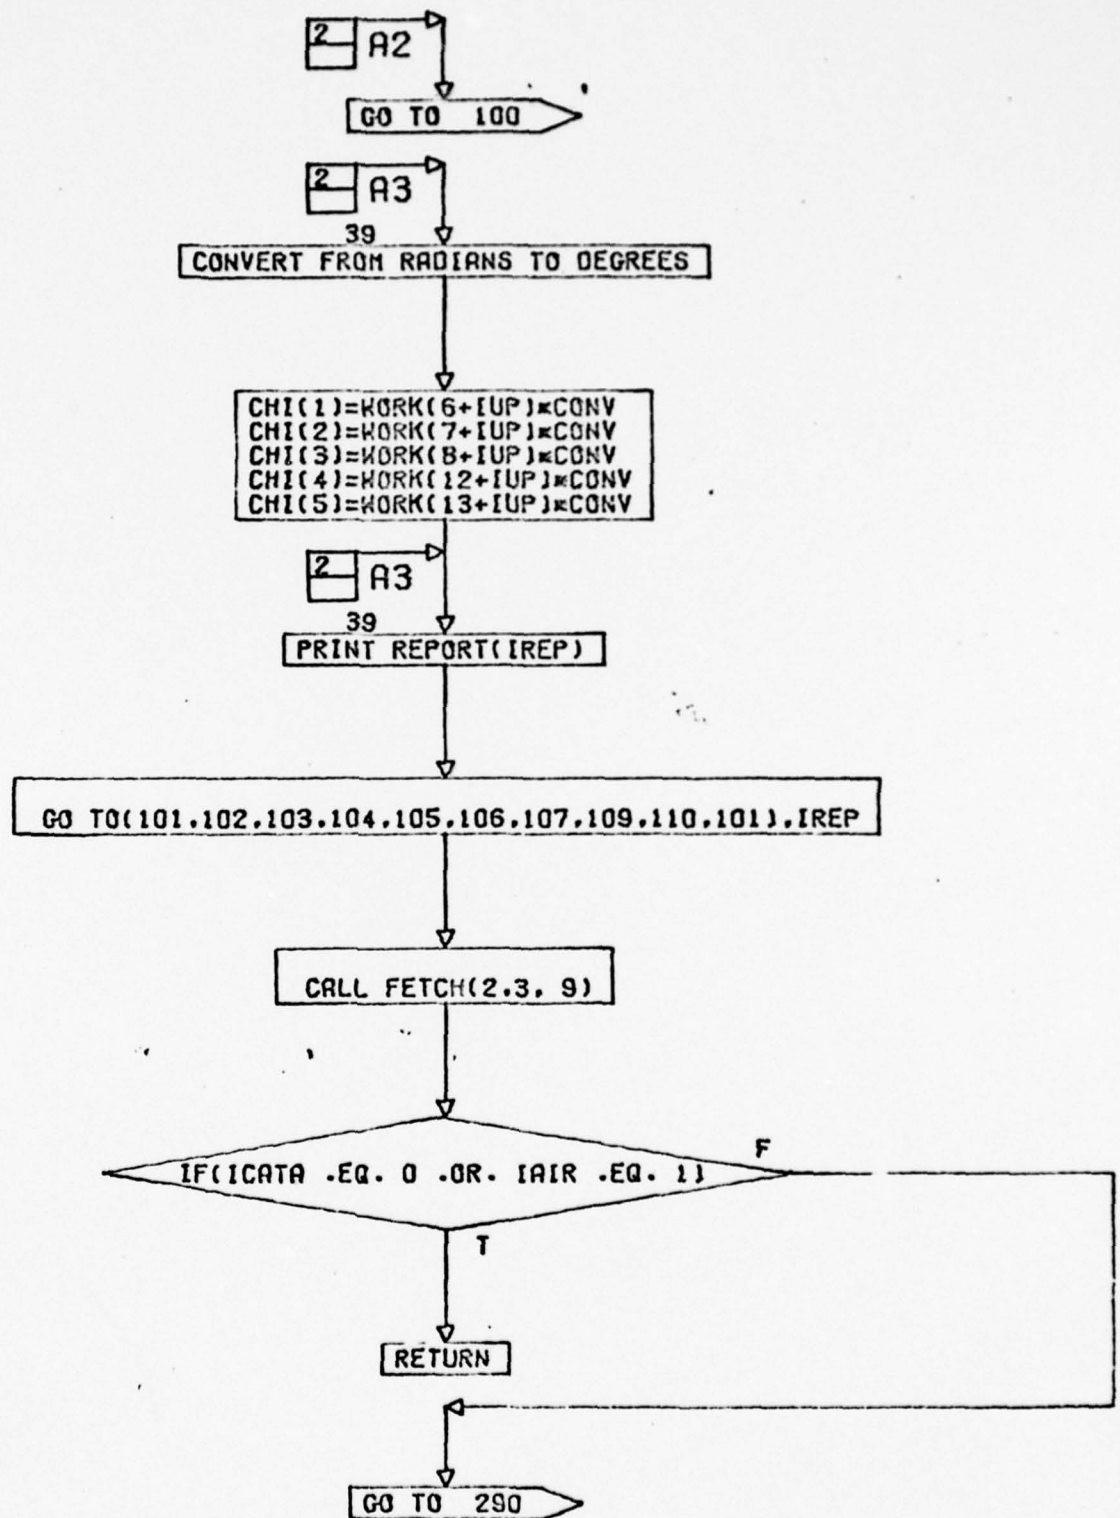 2
A2
GO TO 100
2
A3
39
CONVERT FROM RADIANS TO DEGREES
CHI(1)=WORK(6+IUP)*CONV
CHI(2)=WORK(7+IUP)*CONV
CHI(3)=WORK(8+IUP)*CONV
CHI(4)=WORK(12+IUP)*CONV
CHI(5)=WORK(13+IUP)*CONV
2
A3
39
PRINT REPORT(IREP)
GO TO(101,102,103,104,105,106,107,109,110,101),IREP
CALL FETCH(2,3, 9)
IF(ICATA .EQ. 0 .OR. IAIR .EQ. 1)
F
T
RETURN
GO TO 290